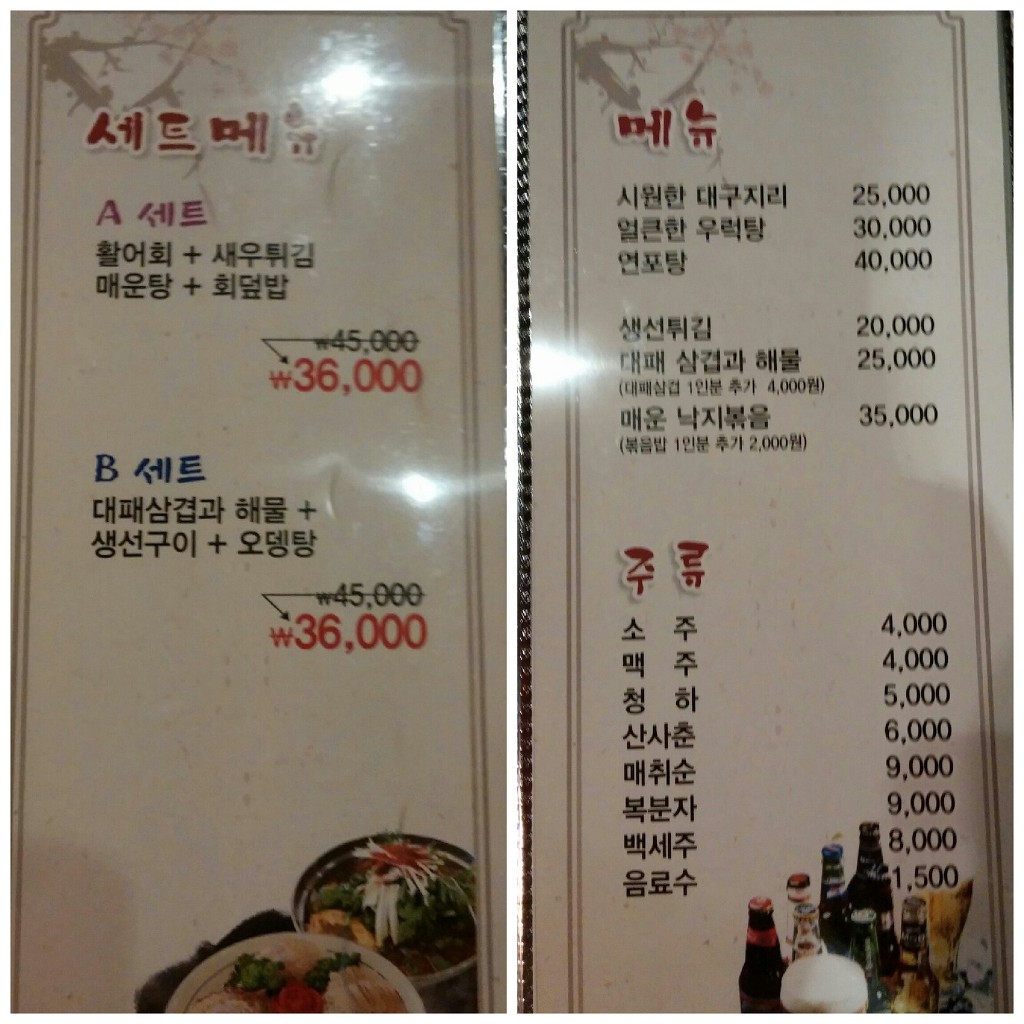 세트메뉴
A 세트
활어회 + 새우튀김
매운탕 + 회덮밥
₩45,000
₩36,000
B 세트
대패삼겹과 해물 +
생선구이 + 오뎅탕
₩45,000
₩36,000
메뉴
시원한 대구지리 25,000
얼큰한 우럭탕 30,000
연포탕 40,000
생선튀김 20,000
대패 삼겹과 해물 25,000
(대패삼겹 1인분 추가 4,000원)
매운 낙지볶음 35,000
(볶음밥 1인분 추가 2,000원)
주류
소 주 4,000
맥 주 4,000
청 하 5,000
산사춘 6,000
매취순 9,000
복분자 9,000
백세주 8,000
음료수 1,500